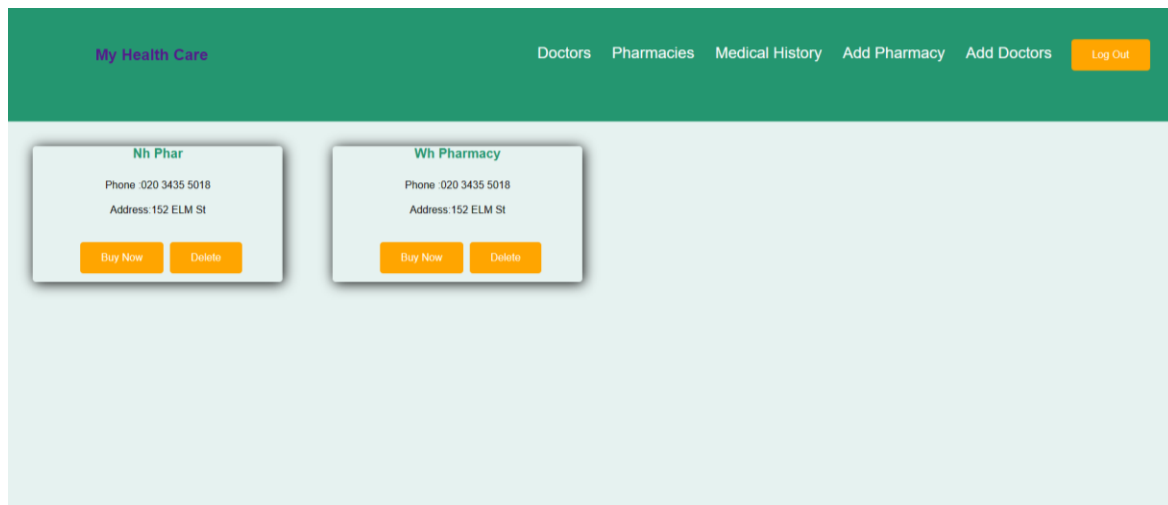 My Health Care
Doctors Pharmacies Medical History Add Pharmacy Add Doctors Log Out
Nh Phar
Phone :020 3435 5018
Address:152 ELM St
Buy Now Delete
Wh Pharmacy
Phone :020 3435 5018
Address:152 ELM St
Buy Now Delete